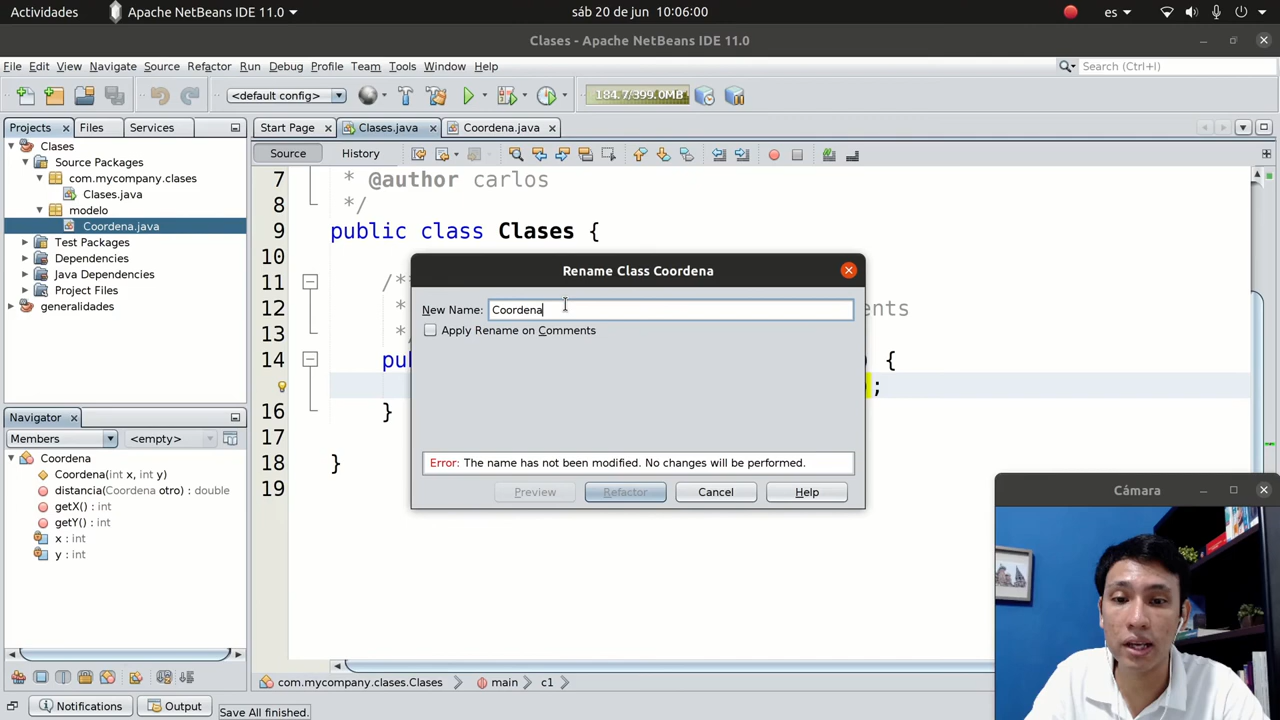 Actividades
Apache NetBeans IDE 11.0
sáb 20 de jun 10:06:00
es
Clases - Apache NetBeans IDE 11.0
File Edit View Navigate Source Refactor Run Debug Profile Team Tools Window Help
Search (Ctrl+I)
<default config>
184.7/399.0MB
Projects
Files
Services
Start Page
Clases.java
Coordena.java
Source
History
Clases
Source Packages
com.mycompany.clases
Clases.java
modelo
Coordena.java
Test Packages
Dependencies
Java Dependencies
Project Files
generalidades
7 * @author carlos
8 */
9 public class Clases {
10
11 /**
12 * ents
13 *
14 pub ) {
);
16 }
17
18 }
19
Rename Class Coordena
New Name: Coordena
Apply Rename on Comments
Error: The name has not been modified. No changes will be performed.
Preview
Refactor
Cancel
Help
Navigator
Members
<empty>
Coordena
Coordena(int x, int y)
distancia(Coordena otro) : double
getX() : int
getY() : int
x : int
y : int
Cámara
com.mycompany.clases.Clases
main
c1
Notifications
Output
Save All finished.